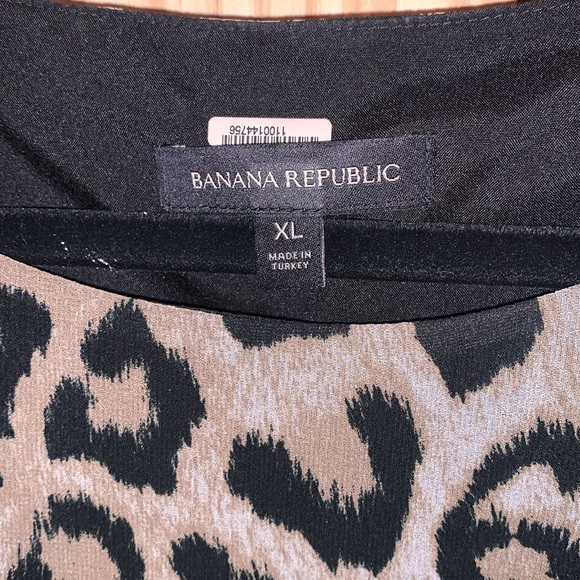 1100144756
BANANA REPUBLIC
XL
MADE IN
TURKEY